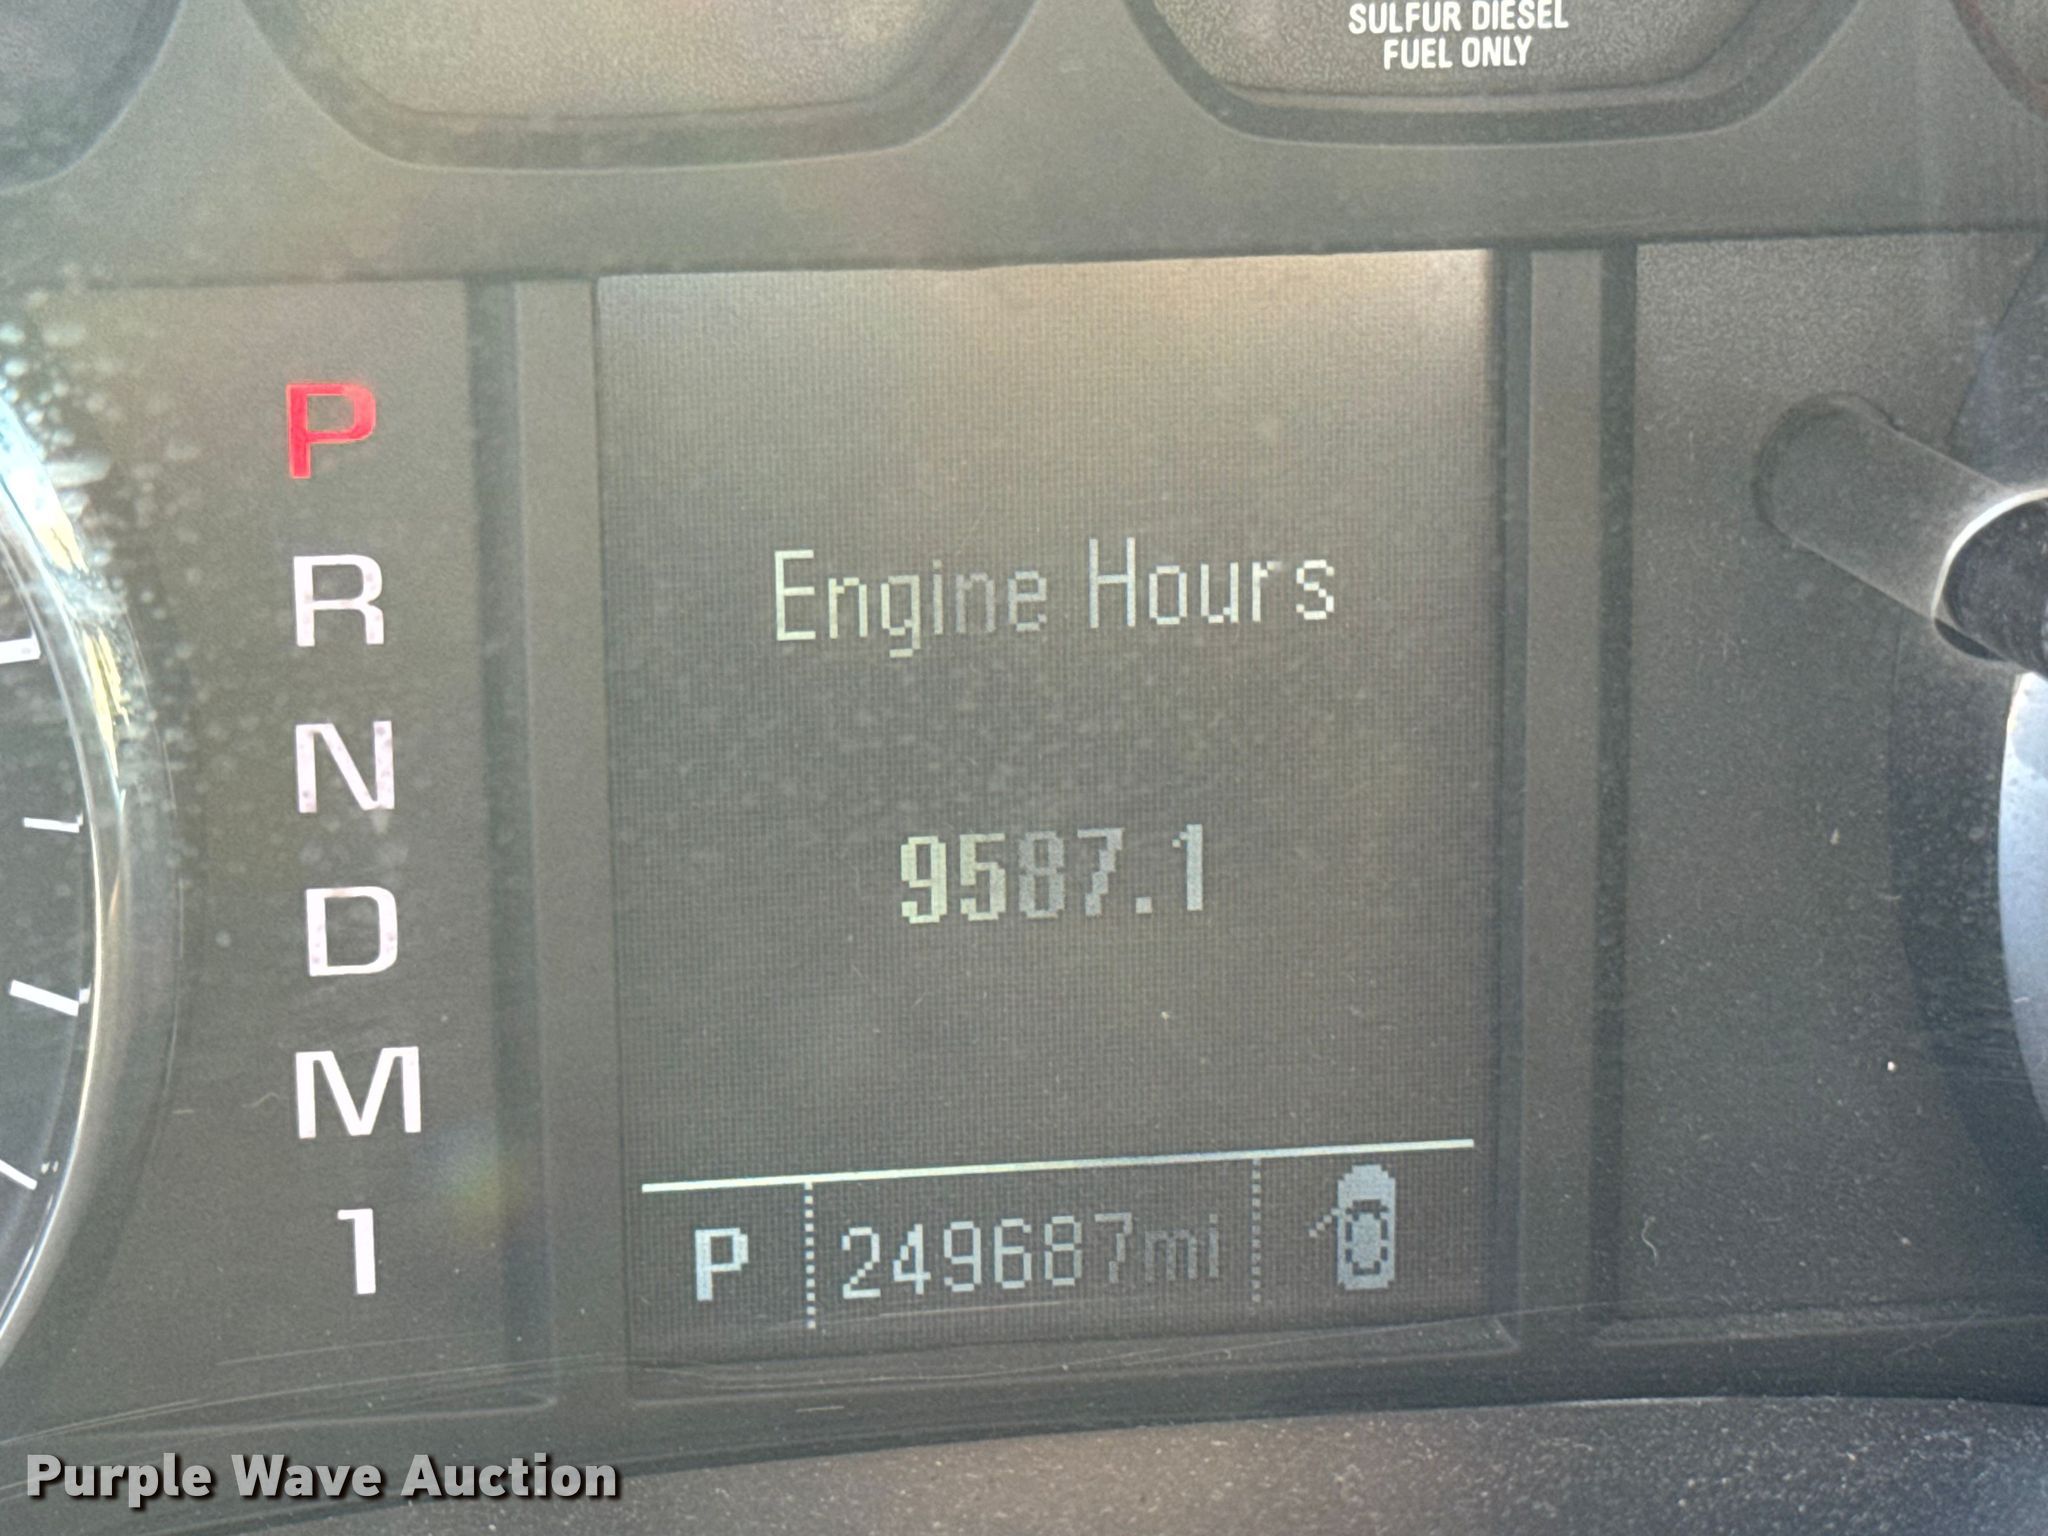 SULFUR DIESEL
FUEL ONLY
P
R
N
D
M
1
Engine Hours
9587.1
P 249687mi
Purple Wave Auction